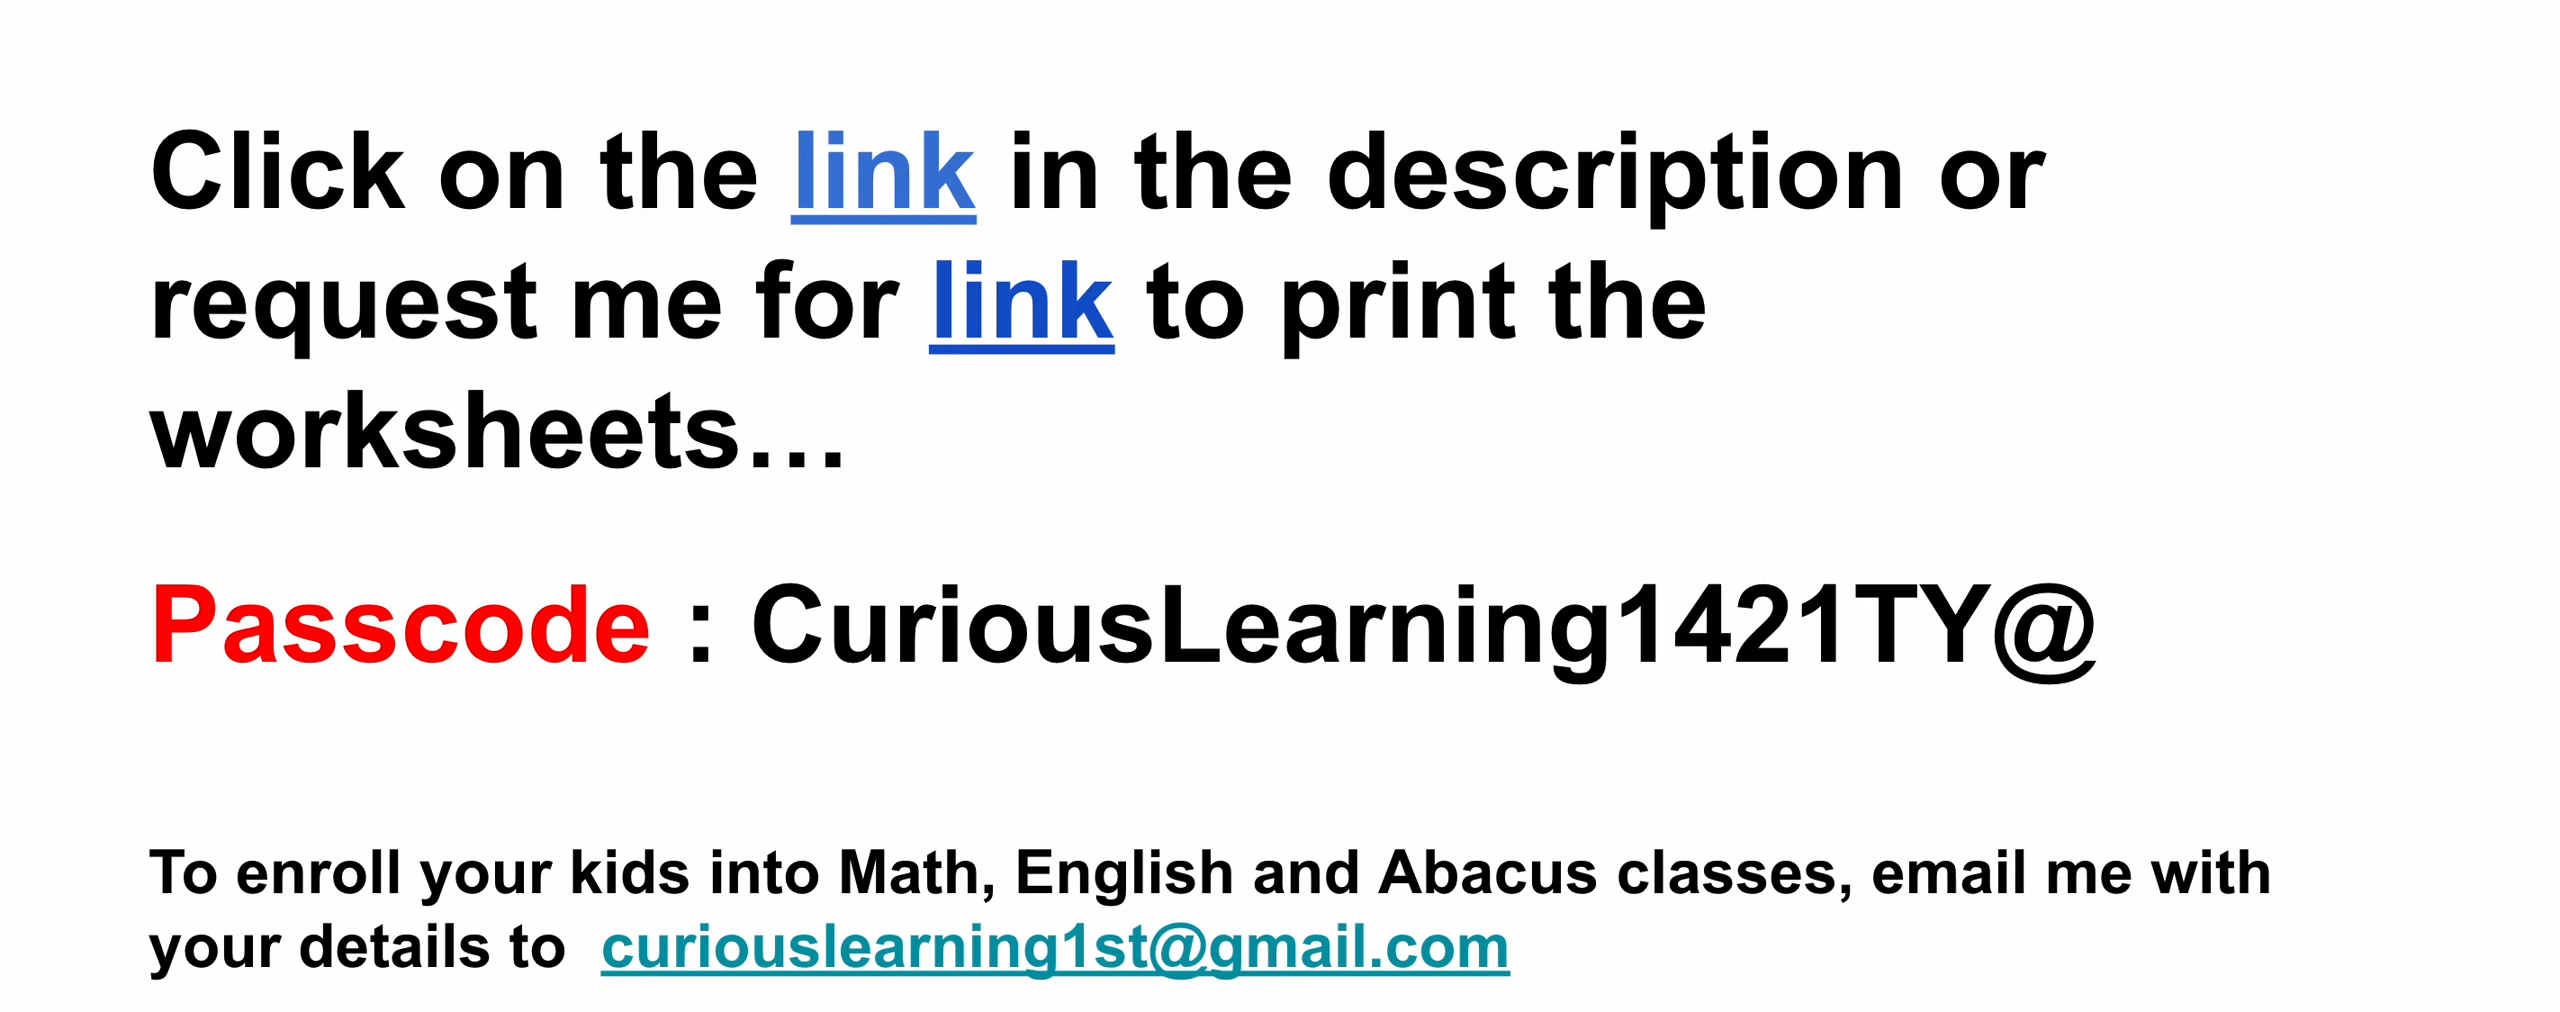 Click on the link in the description or
request me for link to print the
worksheets…
Passcode : CuriousLearning1421TY@
To enroll your kids into Math, English and Abacus classes, email me with
your details to  curiouslearning1st@gmail.com